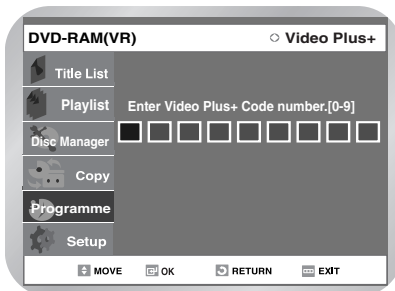 DVD-RAM(VR) ○ Video Plus+
Title List
Playlist
Enter Video Plus+ Code number.[0-9]
Disc Manager
Copy
Programme
Setup
MOVE OK RETURN EXIT